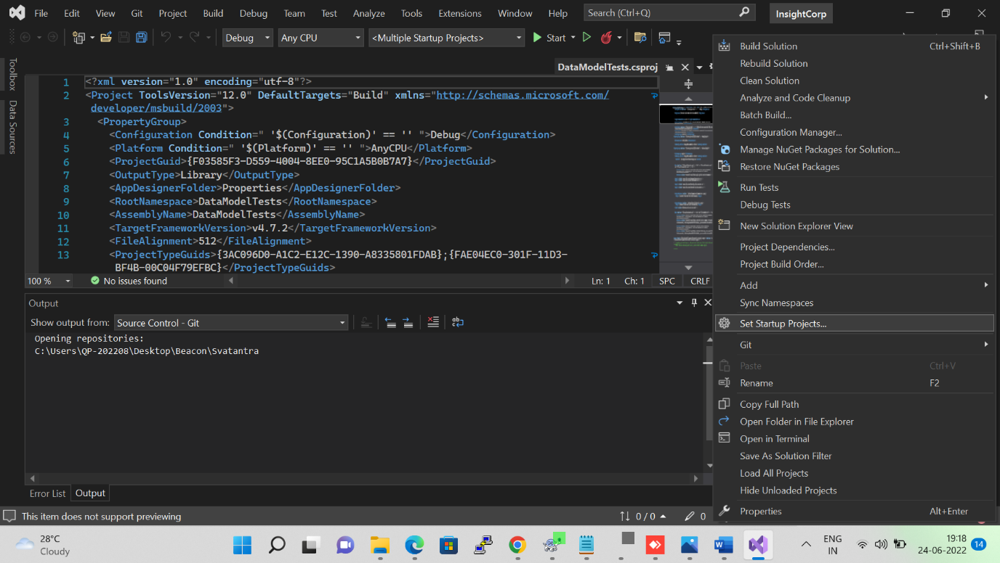 File Edit View Git Project Build Debug Team Test Analyze Tools Extensions Window Help Search (Ctrl+Q) InsightCorp
Debug Any CPU <Multiple Startup Projects> Start
Toolbox
Data Sources
DataModelTests.csproj
1 <?xml version="1.0" encoding="utf-8"?>
2 <Project ToolsVersion="12.0" DefaultTargets="Build" xmlns="http://schemas.microsoft.com/
developer/msbuild/2003">
3 <PropertyGroup>
4 <Configuration Condition=" '$(Configuration)' == '' ">Debug</Configuration>
5 <Platform Condition=" '$(Platform)' == '' ">AnyCPU</Platform>
6 <ProjectGuid>{F03585F3-D559-4004-8EE0-95C1A5B0B7A7}</ProjectGuid>
7 <OutputType>Library</OutputType>
8 <AppDesignerFolder>Properties</AppDesignerFolder>
9 <RootNamespace>DataModelTests</RootNamespace>
10 <AssemblyName>DataModelTests</AssemblyName>
11 <TargetFrameworkVersion>v4.7.2</TargetFrameworkVersion>
12 <FileAlignment>512</FileAlignment>
13 <ProjectTypeGuids>{3AC096D0-A1C2-E12C-1390-A8335801FDAB};{FAE04EC0-301F-11D3-
BF4B-00C04F79EFBC}</ProjectTypeGuids>
100 % No issues found Ln: 1 Ch: 1 SPC CRLF
Output
Show output from: Source Control - Git
Opening repositories:
C:\Users\QP-202208\Desktop\Beacon\Svatantra
Error List Output
This item does not support previewing 0 / 0 0
Build Solution Ctrl+Shift+B
Rebuild Solution
Clean Solution
Analyze and Code Cleanup
Batch Build...
Configuration Manager...
Manage NuGet Packages for Solution...
Restore NuGet Packages
Run Tests
Debug Tests
New Solution Explorer View
Project Dependencies...
Project Build Order...
Add
Sync Namespaces
Set Startup Projects...
Git
Paste Ctrl+V
Rename F2
Copy Full Path
Open Folder in File Explorer
Open in Terminal
Save As Solution Filter
Load All Projects
Hide Unloaded Projects
Properties Alt+Enter
28°C
Cloudy
ENG
IN
19:18
24-06-2022
14